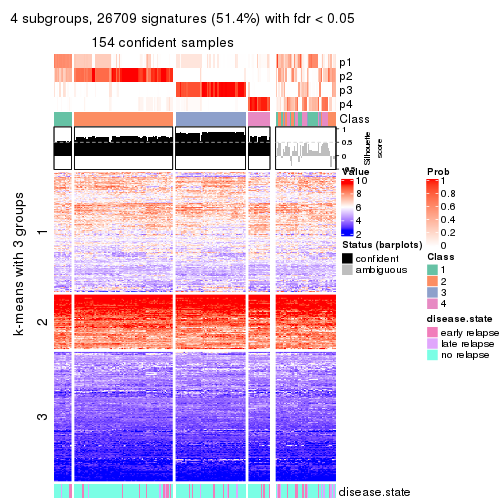 4 subgroups, 26709 signatures (51.4%) with fdr < 0.05
154 confident samples
p1
p2
p3
p4
Class
1
0.5
0
Silhouette
score
k-means with 3 groups
1
2
3
disease.state
Value
10
8
6
4
2
Status (barplots)
confident
ambiguous
Prob
1
0.8
0.6
0.4
0.2
0
Class
1
2
3
4
disease.state
early relapse
late relapse
no relapse